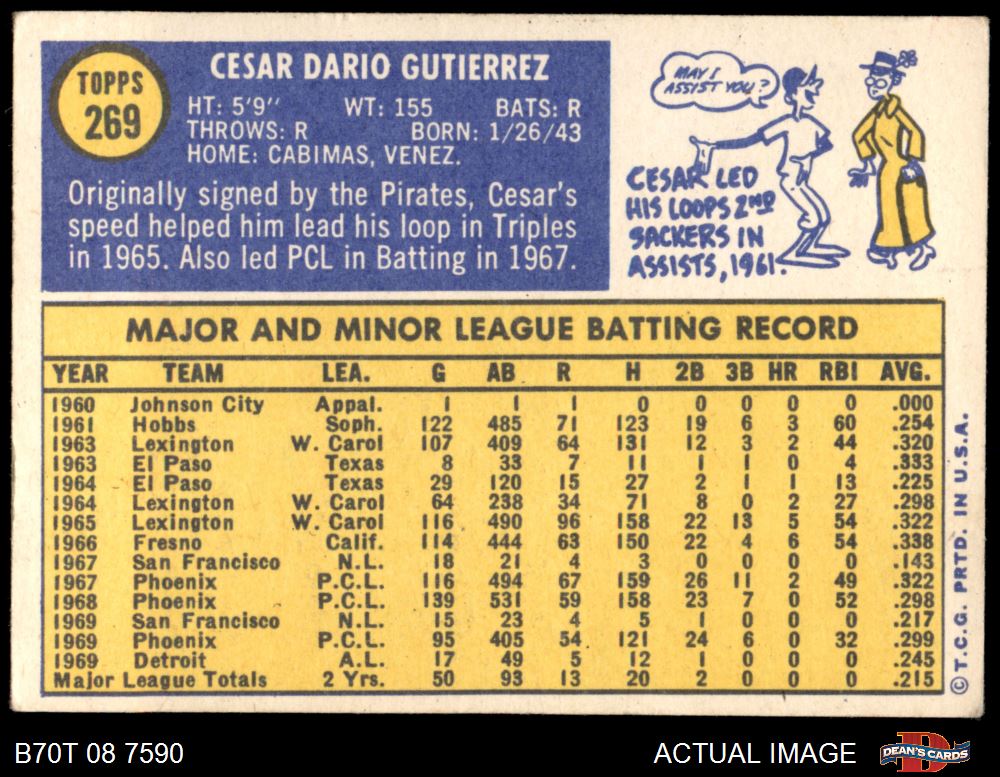 TOPPS
269
CESAR DARIO GUTIERREZ
HT: 5'9" WT: 155 BATS: R
THROWS: R BORN: 1/26/43
HOME: CABIMAS, VENEZ.
Originally signed by the Pirates, Cesar's
speed helped him lead his loop in Triples
in 1965. Also led PCL in Batting in 1967.
MAY I
ASSIST YOU?
CESAR LED
HIS LOOPS 2ND
SACKERS IN
ASSISTS, 1961.
MAJOR AND MINOR LEAGUE BATTING RECORD
YEAR TEAM LEA. G AB R H 2B 3B HR RBI AVG.
1960 Johnson City Appal. 1 1 1 0 0 0 0 0 .000
1961 Hobbs Soph. 122 485 71 123 19 6 3 60 .254
1963 Lexington W. Carol 107 409 64 131 12 3 2 44 .320
1963 El Paso Texas 8 33 7 11 1 1 0 4 .333
1964 El Paso Texas 29 120 15 27 2 1 1 13 .225
1964 Lexington W. Carol 64 238 34 71 8 0 2 27 .298
1965 Lexington W. Carol 116 490 96 158 22 13 5 54 .322
1966 Fresno Calif. 114 444 63 150 22 4 6 54 .338
1967 San Francisco N.L. 18 21 4 3 0 0 0 0 .143
1967 Phoenix P.C.L. 116 494 67 159 26 11 2 49 .322
1968 Phoenix P.C.L. 139 531 59 158 23 7 0 52 .298
1969 San Francisco N.L. 15 23 4 5 1 0 0 0 .217
1969 Phoenix P.C.L. 95 405 54 121 24 6 0 32 .299
1969 Detroit A.L. 17 49 5 12 1 0 0 0 .245
Major League Totals 2 Yrs. 50 93 13 20 2 0 0 0 .215
© T.C.G. PRTD. IN U.S.A.
B70T 08 7590
ACTUAL IMAGE
D
DEAN'S CARDS